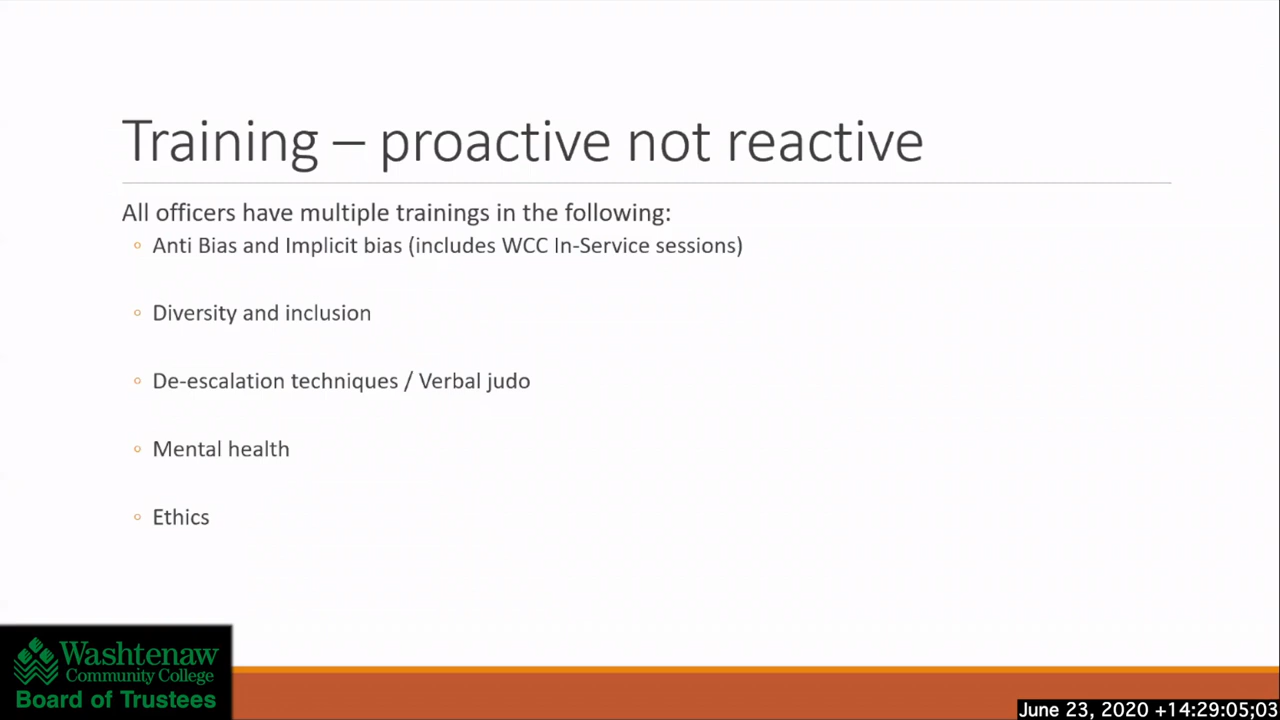 Training – proactive not reactive
All officers have multiple trainings in the following:
Anti Bias and Implicit bias (includes WCC In-Service sessions)
Diversity and inclusion
De-escalation techniques / Verbal judo
Mental health
Ethics
Washtenaw
Community College
Board of Trustees
June 23, 2020 +14:29:05;03